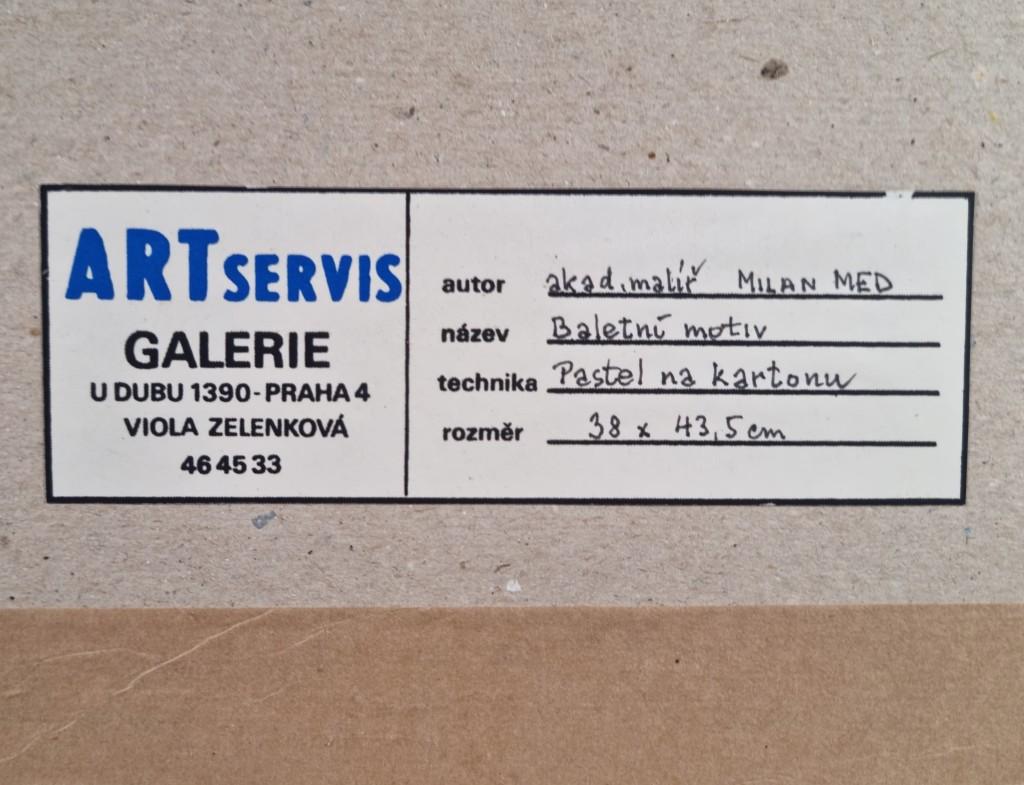 ARTSERVIS
GALERIE
U DUBU 1390 - PRAHA 4
VIOLA ZELENKOVÁ
46 45 33
autor akad. malíř MILAN MED
název Baletní motiv
technika Pastel na kartonu
rozměr 38 x 43,5 cm